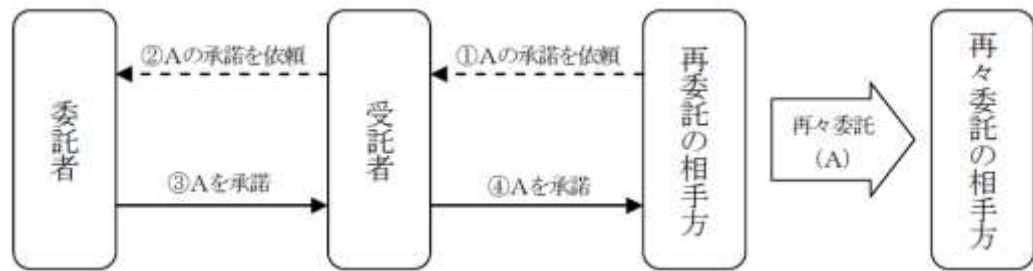 委託者
②Aの承諾を依頼
③Aを承諾
受託者
①Aの承諾を依頼
④Aを承諾
再委託の相手方
再々委託
(A)
再々委託の相手方